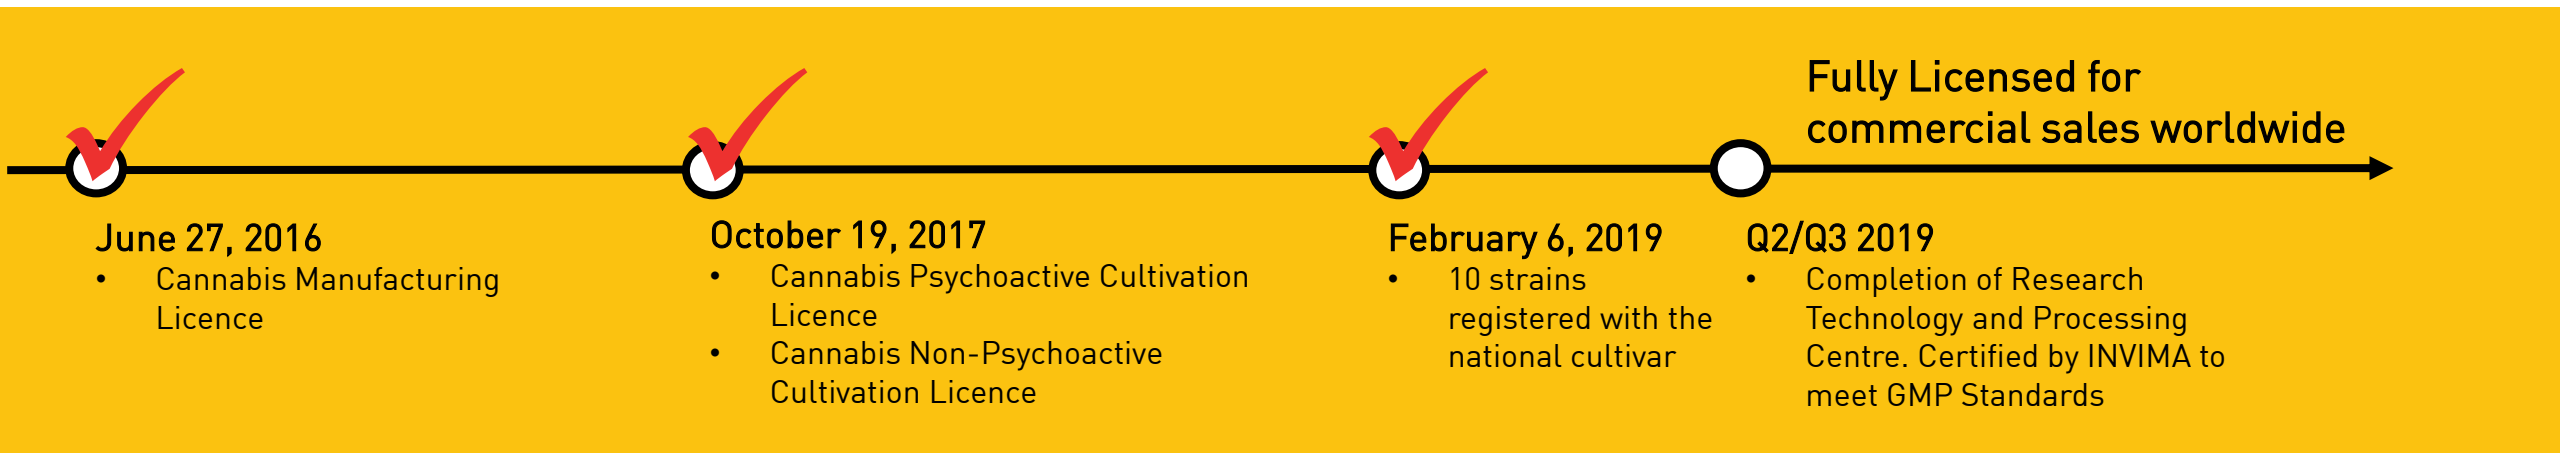 Fully Licensed for
commercial sales worldwide
June 27, 2016
• Cannabis Manufacturing
Licence
October 19, 2017
• Cannabis Psychoactive Cultivation
Licence
• Cannabis Non-Psychoactive
Cultivation Licence
February 6, 2019
• 10 strains
registered with the
national cultivar
Q2/Q3 2019
• Completion of Research
Technology and Processing
Centre. Certified by INVIMA to
meet GMP Standards